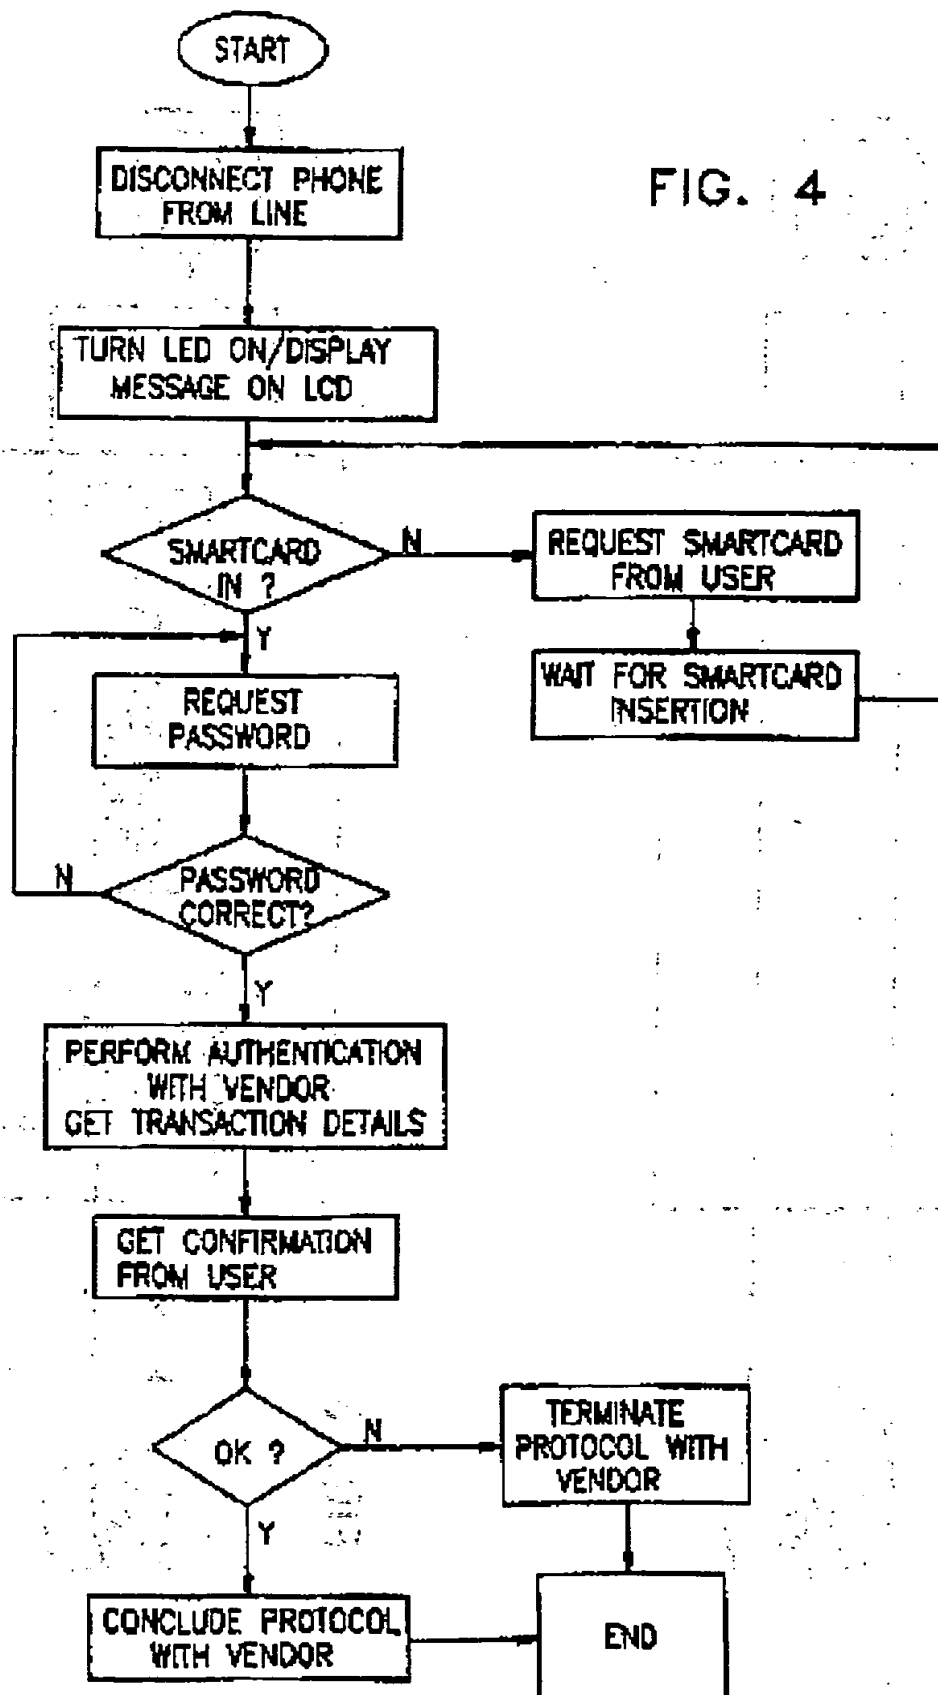 START
DISCONNECT PHONE
FROM LINE
FIG. 4
TURN LED ON/DISPLAY
MESSAGE ON LCD
SMARTCARD
IN ?
N
REQUEST SMARTCARD
FROM USER
Y
WAIT FOR SMARTCARD
INSERTION
REQUEST
PASSWORD
N
PASSWORD
CORRECT?
Y
PERFORM AUTHENTICATION
WITH VENDOR
GET TRANSACTION DETAILS
GET CONFIRMATION
FROM USER
OK ?
N
TERMINATE
PROTOCOL WITH
VENDOR
Y
CONCLUDE PROTOCOL
WITH VENDOR
END